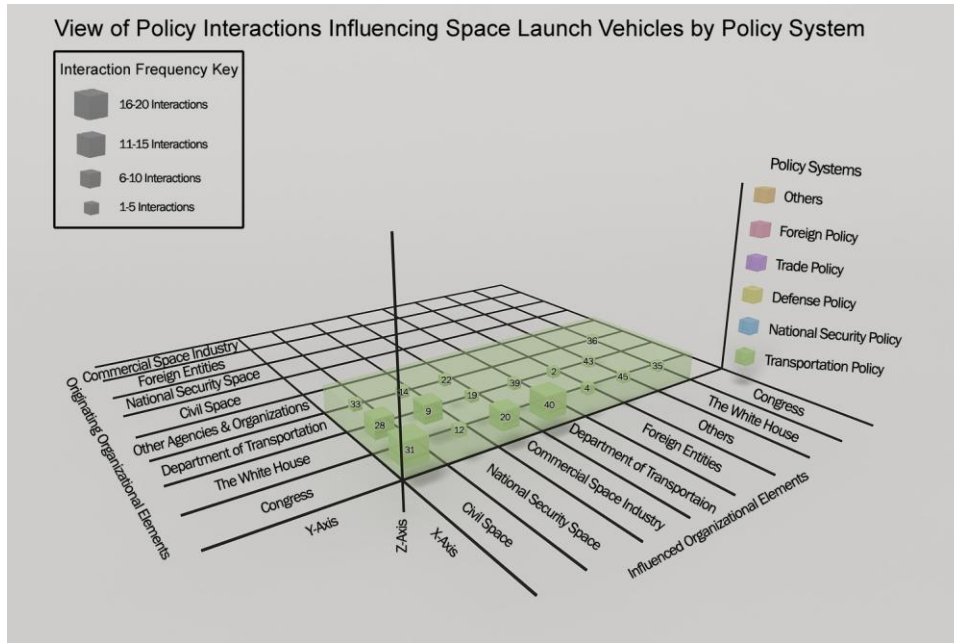 View of Policy Interactions Influencing Space Launch Vehicles by Policy System
Interaction Frequency Key
16-20 Interactions
11-15 Interactions
6-10 Interactions
1-5 Interactions
Policy Systems
Others
Foreign Policy
Trade Policy
Defense Policy
National Security Policy
Transportation Policy
Originating Organizational Elements
Commercial Space Industry
Foreign Entities
National Security Space
Civil Space
Other Agencies & Organizations
Department of Transportation
The White House
Congress
36
43
35
22
2
45
14
39
4
33
19
9
40
28
20
12
31
Y-Axis
Z-Axis
X-Axis
Civil Space
National Security Space
Commercial Space Industry
Department of Transportaion
Foreign Entities
Others
The White House
Congress
Influenced Organizational Elements